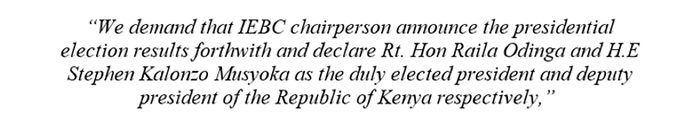 “We demand that IEBC chairperson announce the presidential
election results forthwith and declare Rt. Hon Raila Odinga and H.E
Stephen Kalonzo Musyoka as the duly elected president and deputy
president of the Republic of Kenya respectively,”